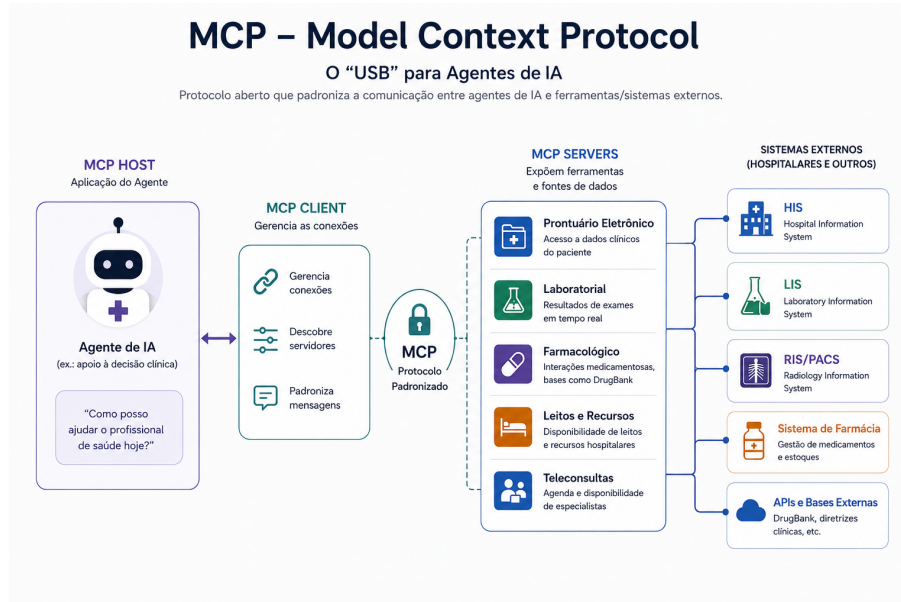 MCP – Model Context Protocol
O “USB” para Agentes de IA
Protocolo aberto que padroniza a comunicação entre agentes de IA e ferramentas/sistemas externos.
MCP HOST
Aplicação do Agente
Agente de IA
(ex.: apoio à decisão clínica)
“Como posso
ajudar o profissional
de saúde hoje?”
MCP CLIENT
Gerencia as conexões
Gerencia
conexões
Descobre
servidores
Padroniza
mensagens
MCP
Protocolo
Padronizado
MCP SERVERS
Expõem ferramentas
e fontes de dados
Prontuário Eletrônico
Acesso a dados clínicos
do paciente
Laboratorial
Resultados de exames
em tempo real
Farmacológico
Interações medicamentosas,
bases como DrugBank
Leitos e Recursos
Disponibilidade de leitos
e recursos hospitalares
Teleconsultas
Agenda e disponibilidade
de especialistas
SISTEMAS EXTERNOS
(HOSPITALARES E OUTROS)
HIS
Hospital Information
System
LIS
Laboratory Information
System
RIS/PACS
Radiology Information
System
Sistema de Farmácia
Gestão de medicamentos
e estoques
APIs e Bases Externas
DrugBank, diretrizes
clínicas, etc.